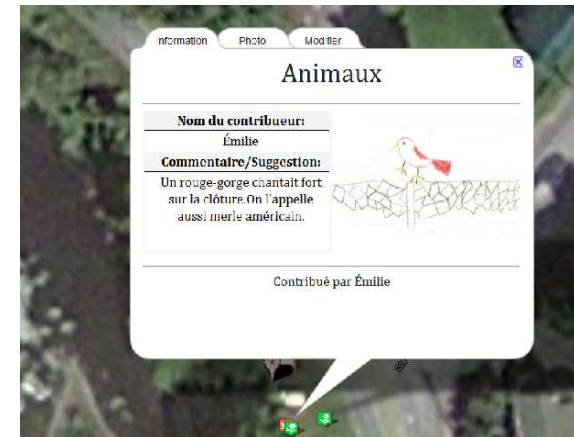 Information Photo Modifier
Animaux
Nom du contribueur:
Émilie
Commentaire/Suggestion:
Un rouge-gorge chantait fort
sur la clôture.On l'appelle
aussi merle américain.
Contribué par Émilie